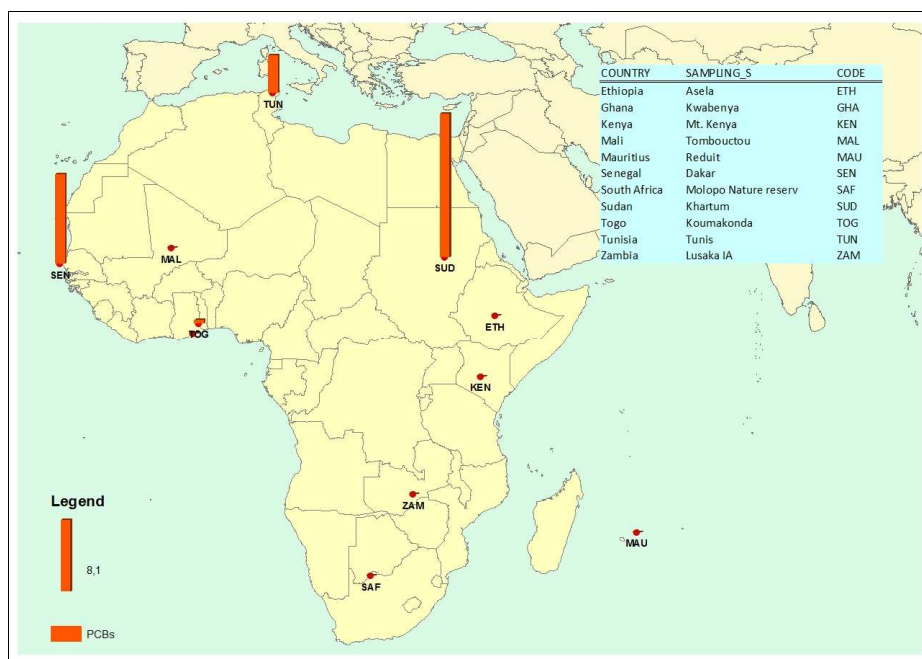 COUNTRY SAMPLING_S CODE
Ethiopia Asela ETH
Ghana Kwabenya GHA
Kenya Mt. Kenya KEN
Mali Tombouctou MAL
Mauritius Reduit MAU
Senegal Dakar SEN
South Africa Molopo Nature reserv SAF
Sudan Khartum SUD
Togo Koumakonda TOG
Tunisia Tunis TUN
Zambia Lusaka IA ZAM
TUN
MAL
SEN
SUD
TOG
ETH
KEN
ZAM
MAU
SAF
Legend
8,1
PCBs